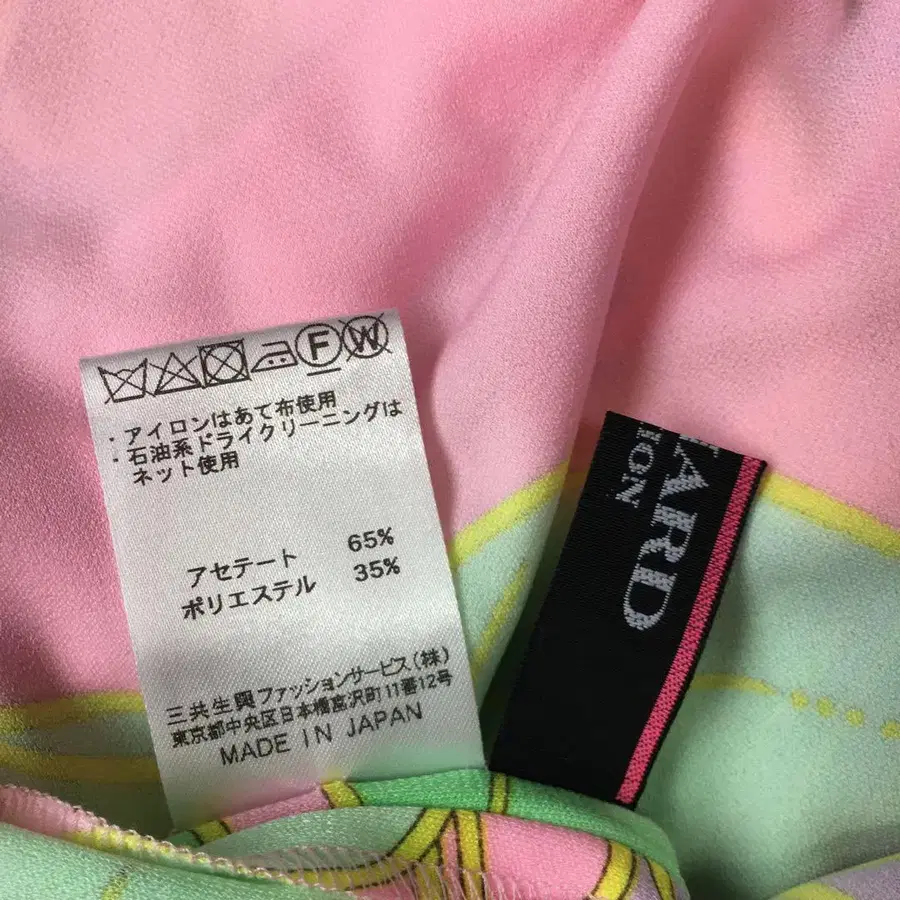 F W
・アイロンはあて布使用
・石油系ドライクリーニングは
ネット使用
アセテート 65%
ポリエステル 35%
三共生興ファッションサービス(株)
東京都中央区日本橋富沢町11番12号
MADE IN JAPAN
NARD
ION